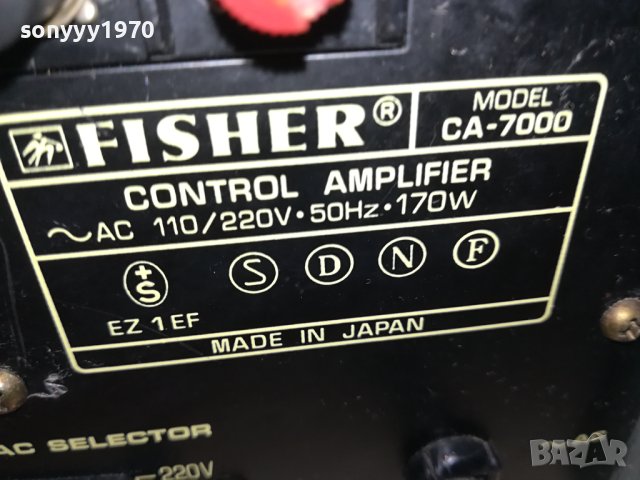 sonyyy1970
FISHER®
MODEL
CA-7000
CONTROL AMPLIFIER
~AC 110/220V·50Hz·170W
+S
S D N F
EZ 1EF
MADE IN JAPAN
AC SELECTOR
220V
BAZAR